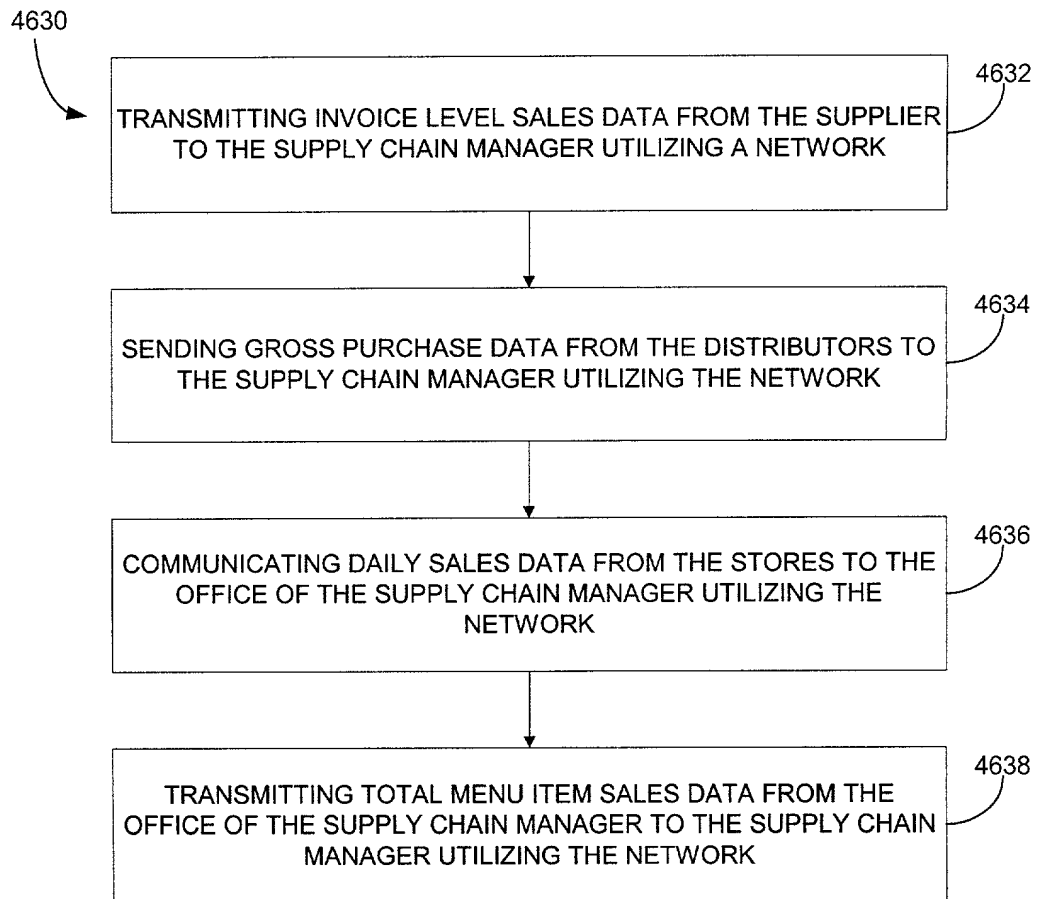 4630
4632
TRANSMITTING INVOICE LEVEL SALES DATA FROM THE SUPPLIER
TO THE SUPPLY CHAIN MANAGER UTILIZING A NETWORK
4634
SENDING GROSS PURCHASE DATA FROM THE DISTRIBUTORS TO
THE SUPPLY CHAIN MANAGER UTILIZING THE NETWORK
4636
COMMUNICATING DAILY SALES DATA FROM THE STORES TO THE
OFFICE OF THE SUPPLY CHAIN MANAGER UTILIZING THE
NETWORK
4638
TRANSMITTING TOTAL MENU ITEM SALES DATA FROM THE
OFFICE OF THE SUPPLY CHAIN MANAGER TO THE SUPPLY CHAIN
MANAGER UTILIZING THE NETWORK